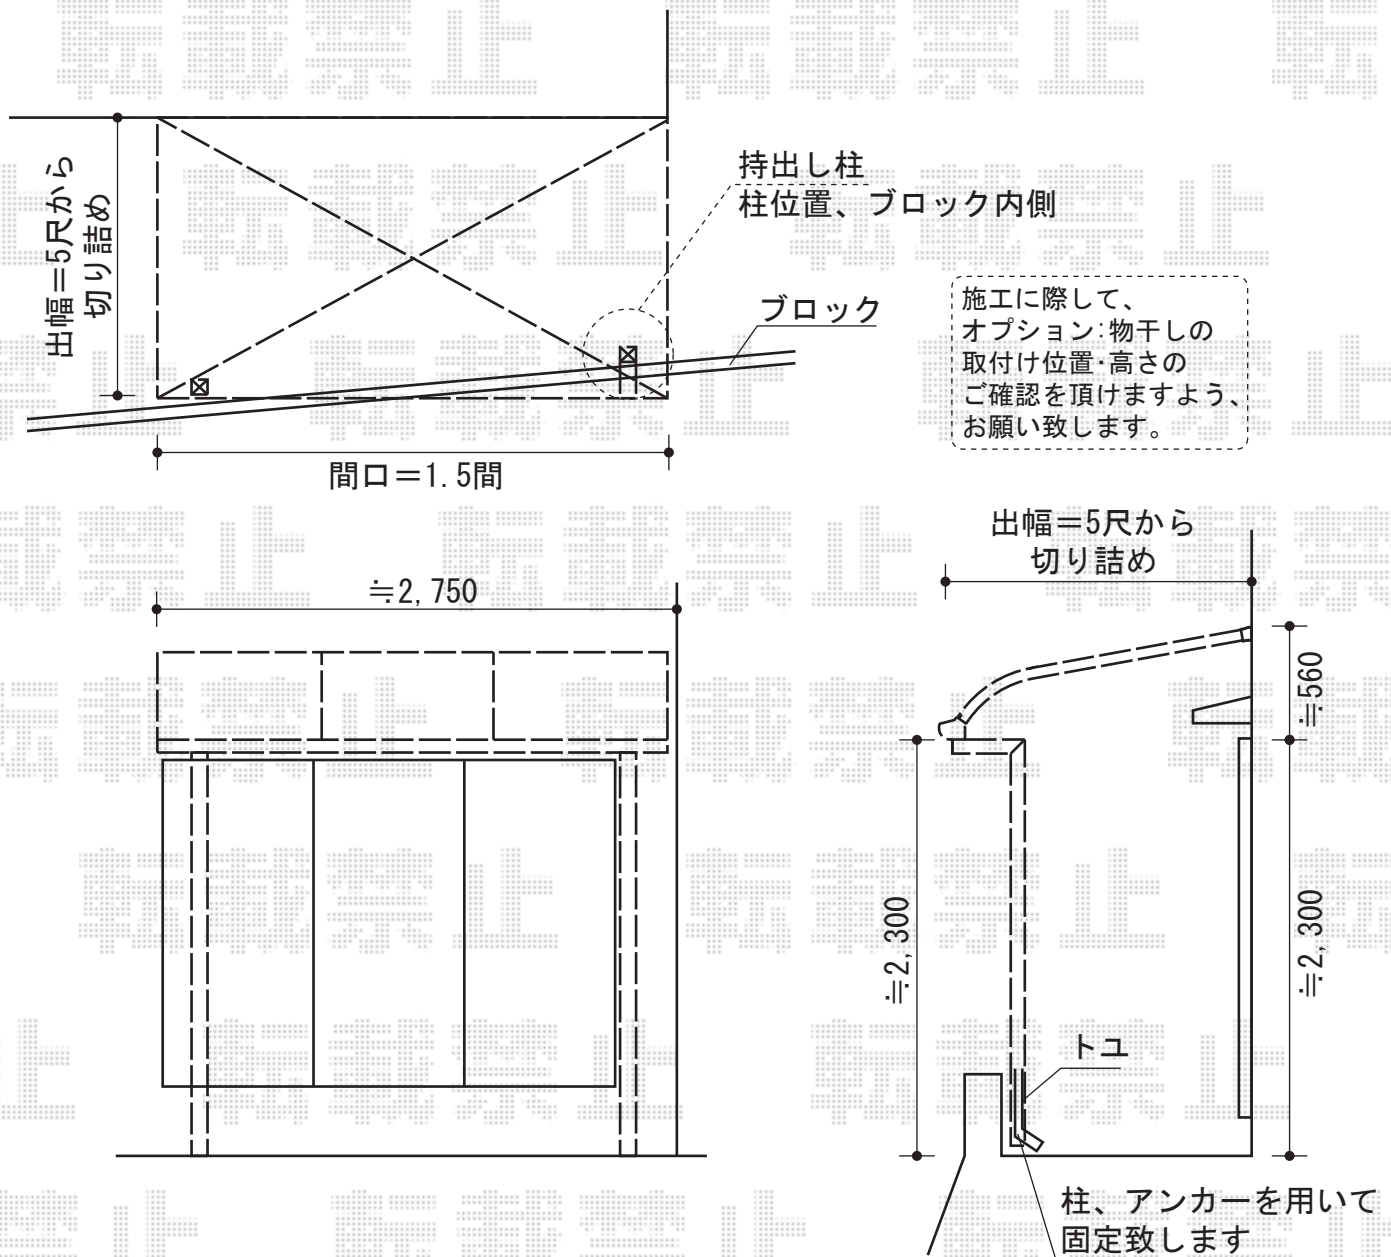 転載禁止
出幅＝5尺から
切り詰め
持出し柱
柱位置、ブロック内側
ブロック
施工に際して、
オプション:物干しの
取付け位置・高さの
ご確認を頂けますよう、
お願い致します。
間口＝1.5間
≒2,750
出幅＝5尺から
切り詰め
≒560
≒2,300
≒2,300
トユ
柱、アンカーを用いて
固定致します